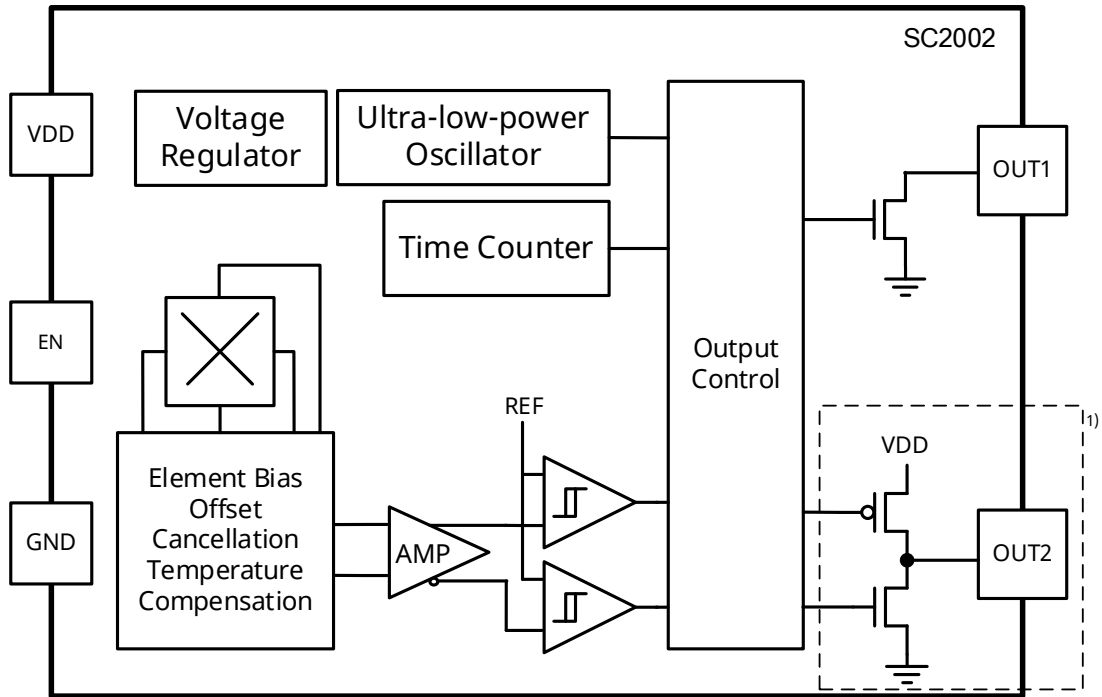 SC2002
VDD
Voltage
Regulator
Ultra-low-power
Oscillator
OUT1
Time Counter
EN
Output
Control
REF
1)
VDD
Element Bias
Offset
Cancellation
Temperature
Compensation
AMP
GND
OUT2